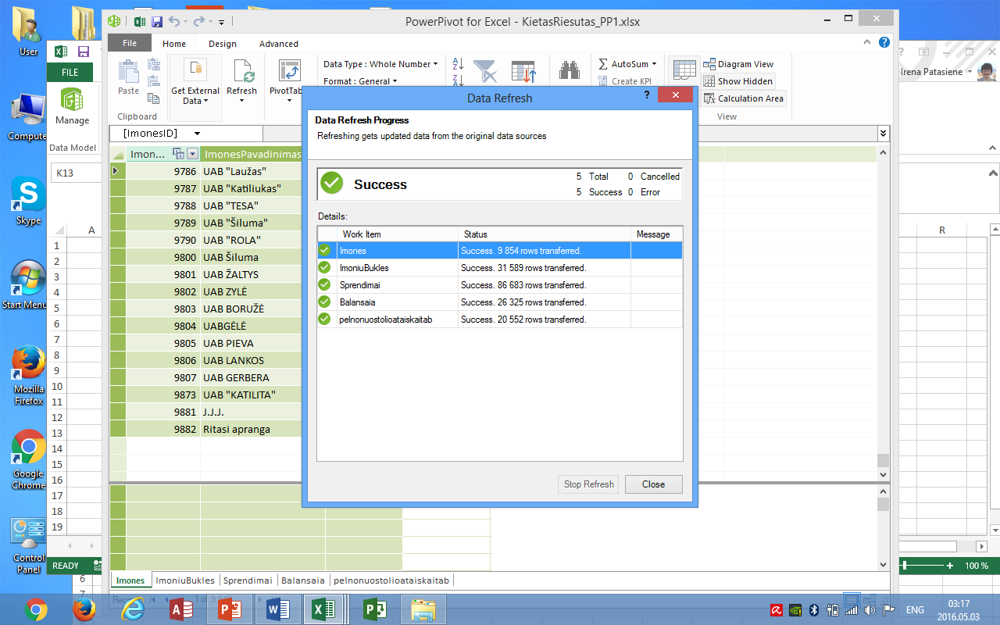 User
Compute
Skype
Start Menu
Mozilla
Firefox
Google
Chrome
Control
Panel
FILE
Manage
Data Model
K13
A
1
2
3
4
5
6
7
8
9
10
11
12
13
14
15
16
17
18
19
READY
6
7
PowerPivot for Excel - KietasRiesutas_PP1.xlsx
File Home Design Advanced
Paste
Clipboard
Get External
Data
Refresh
PivotTab
Data Type : Whole Number
Format : General
AutoSum
Create KPI
Diagram View
Show Hidden
Calculation Area
View
Irena Patasiene
[ImonesID]
Imon... ImonesPavadinimas
9786 UAB "Laužas"
9787 UAB "Katiliukas"
9788 UAB "TESA"
9789 UAB "Šiluma"
9790 UAB "ROLA"
9800 UAB Šiluma
9801 UAB ŽALTYS
9802 UAB ZYLĖ
9803 UAB BORUŽĖ
9804 UABGĖLĖ
9805 UAB PIEVA
9806 UAB LANKOS
9807 UAB GERBERA
9873 UAB "KATILITA"
9881 J.J.J.
9882 Ritasi apranga
Imones ImoniuBukles Sprendimai Balansaia pelnonuostolioataiskaitab
Data Refresh
Data Refresh Progress
Refreshing gets updated data from the original data sources
Success
5 Total 0 Cancelled
5 Success 0 Error
Details:
Work Item Status Message
Imones Success. 9 854 rows transferred.
ImoniuBukles Success. 31 589 rows transferred.
Sprendimai Success. 86 683 rows transferred.
Balansaia Success. 26 325 rows transferred.
pelnonuostolioataiskaitab Success. 20 552 rows transferred.
Stop Refresh Close
R
100 %
ENG
03:17
2016.05.03